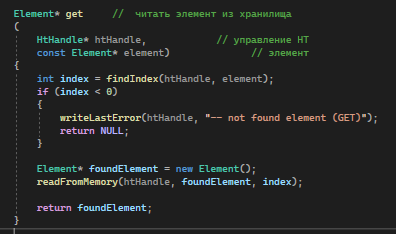 Element* get     //  читать элемент из хранилища
(
    HtHandle* htHandle,            // управление HT
    const Element* element)              // элемент
{
    int index = findIndex(htHandle, element);
    if (index < 0)
    {
        writeLastError(htHandle, "-- not found element (GET)");
        return NULL;
    }

    Element* foundElement = new Element();
    readFromMemory(htHandle, foundElement, index);

    return foundElement;
}